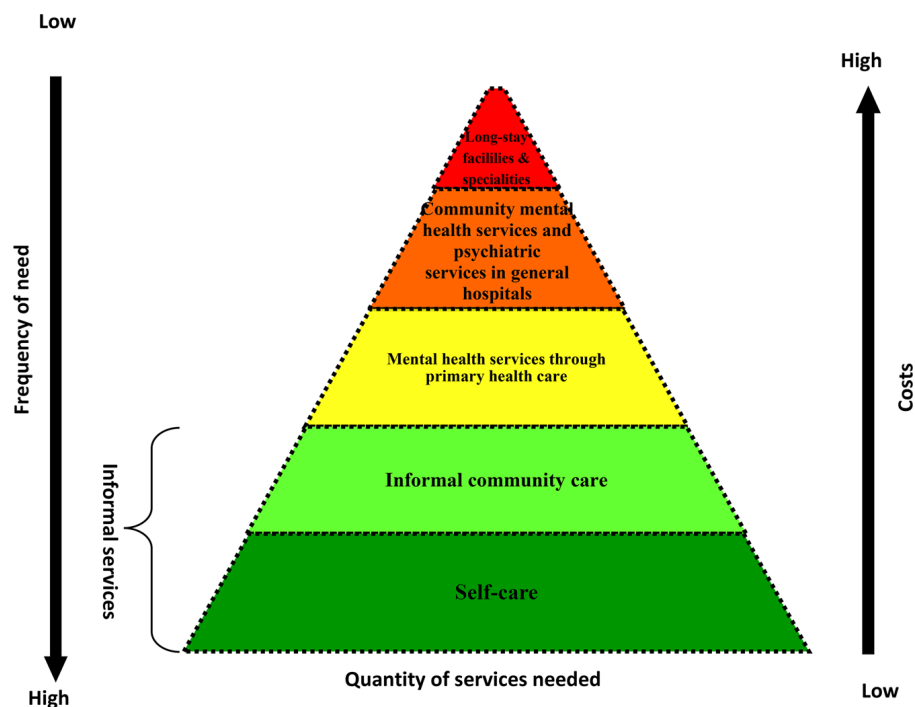 Low
High
Long-stay
facililies &
specialities
Community mental
health services and
psychiatric
services in general
hospitals
Frequency of need
Mental health services through
primary health care
Costs
Informal community care
Informal services
Self-care
Quantity of services needed
High
Low